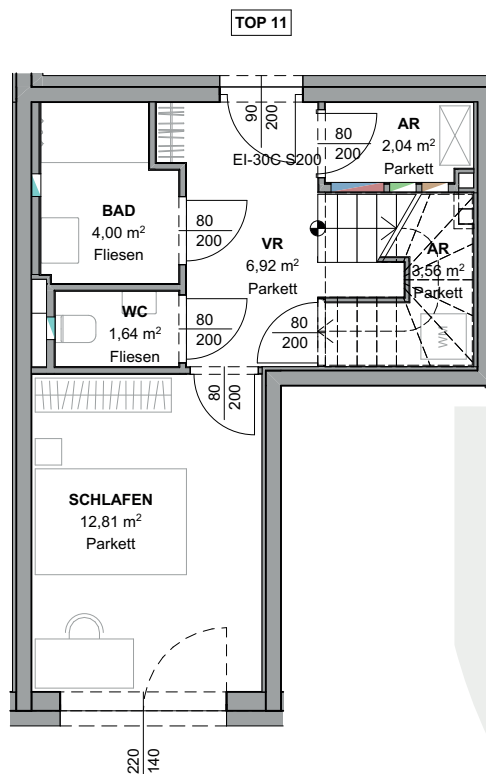 TOP 11
90
200
EI-30C S200
80
200
AR
2,04 m²
Parkett
BAD
4,00 m²
Fliesen
80
200
VR
6,92 m²
Parkett
AR
3,56 m²
Parkett
WC
1,64 m²
Fliesen
80
200
80
200
WM
80
200
SCHLAFEN
12,81 m²
Parkett
220
140